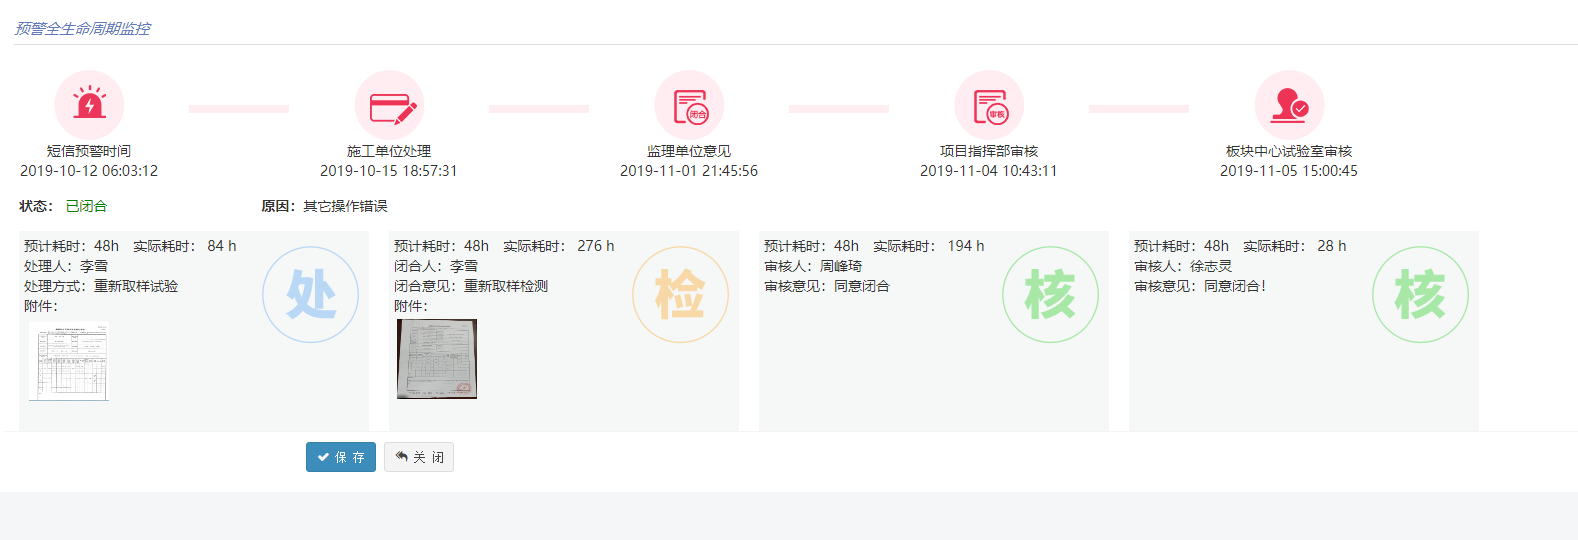 预警全生命周期监控
闭合
审核
短信预警时间
2019-10-12 06:03:12
施工单位处理
2019-10-15 18:57:31
监理单位意见
2019-11-01 21:45:56
项目指挥部审核
2019-11-04 10:43:11
板块中心试验室审核
2019-11-05 15:00:45
状态： 已闭合
原因：其它操作错误
预计耗时：48h 实际耗时： 84 h
处理人：李雪
处理方式：重新取样试验
附件：
处
预计耗时：48h 实际耗时： 276 h
闭合人：李雪
闭合意见：重新取样检测
附件：
检
预计耗时：48h 实际耗时： 194 h
审核人：周峰琦
审核意见：同意闭合
核
预计耗时：48h 实际耗时： 28 h
审核人：徐志灵
审核意见：同意闭合！
核
保 存
关 闭